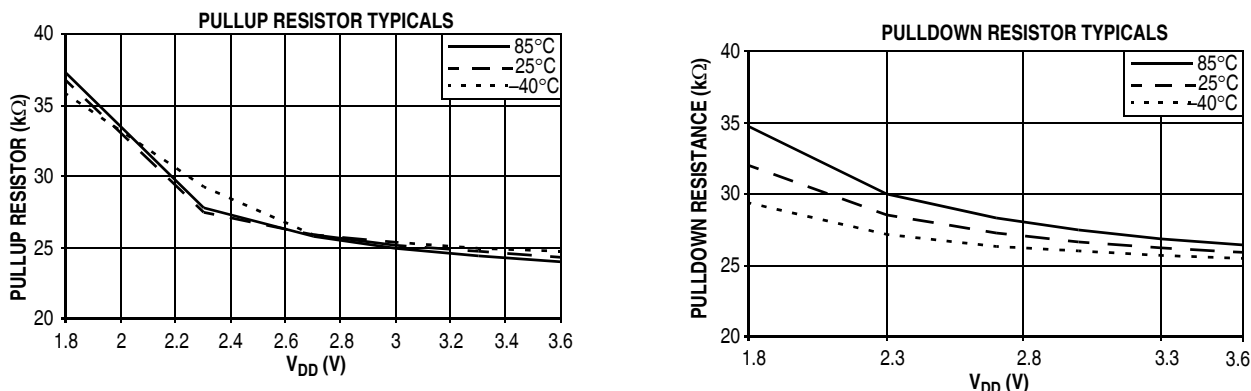 PULLUP RESISTOR TYPICALS
PULLUP RESISTOR (kΩ)
40
35
30
25
20
85°C
25°C
–40°C
1.8 2 2.2 2.4 2.6 2.8 3 3.2 3.4 3.6
VDD (V)
PULLDOWN RESISTOR TYPICALS
PULLDOWN RESISTANCE (kΩ)
40
35
30
25
20
85°C
25°C
–40°C
1.8 2.3 2.8 3.3 3.6
VDD (V)